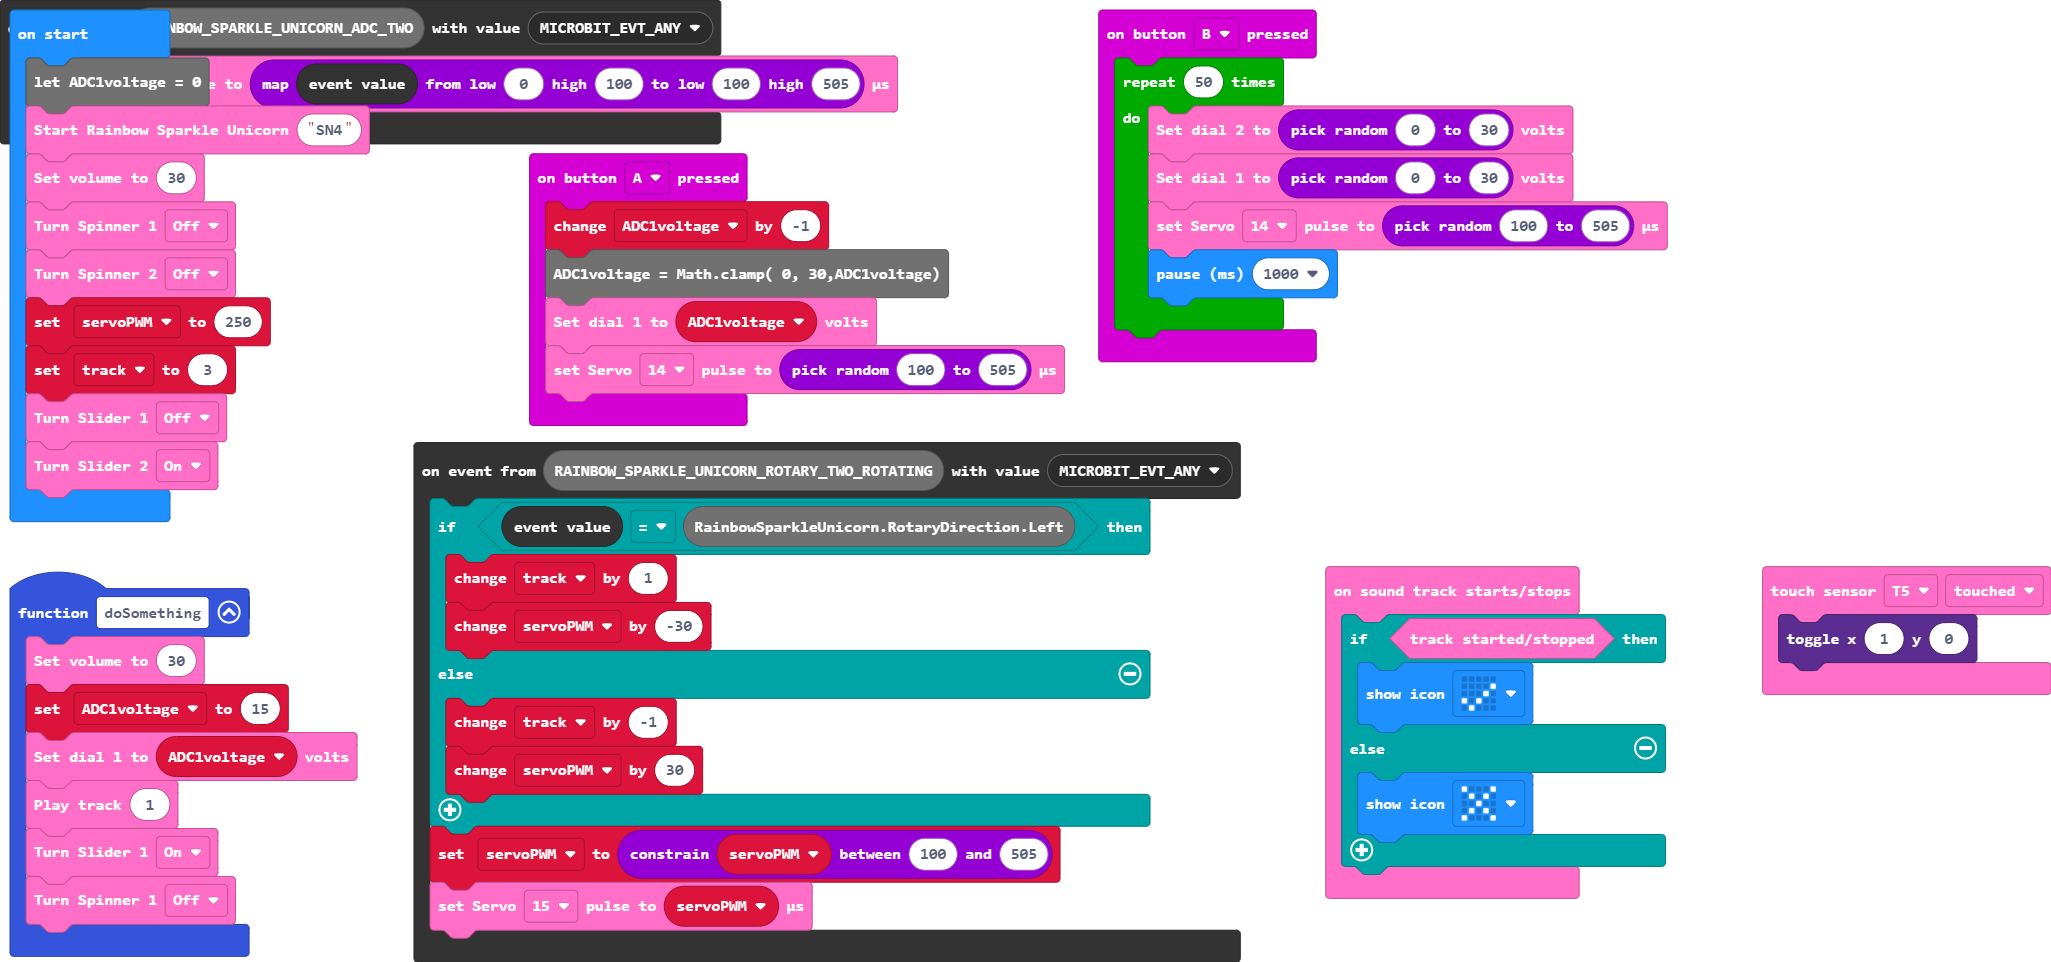 on start
NBOW_SPARKLE_UNICORN_ADC_TWO with value MICROBIT_EVT_ANY
let ADC1voltage = 0
e to map event value from low 0 high 100 to low 100 high 505 µs
Start Rainbow Sparkle Unicorn "SN4"
Set volume to 30
Turn Spinner 1 Off
Turn Spinner 2 Off
set servoPWM to 250
set track to 3
Turn Slider 1 Off
Turn Slider 2 On
on button A pressed
change ADC1voltage by -1
ADC1voltage = Math.clamp( 0, 30,ADC1voltage)
Set dial 1 to ADC1voltage volts
set Servo 14 pulse to pick random 100 to 505 µs
on button B pressed
repeat 50 times
do
Set dial 2 to pick random 0 to 30 volts
Set dial 1 to pick random 0 to 30 volts
set Servo 14 pulse to pick random 100 to 505 µs
pause (ms) 1000
function doSomething
Set volume to 30
set ADC1voltage to 15
Set dial 1 to ADC1voltage volts
Play track 1
Turn Slider 1 On
Turn Spinner 1 Off
on event from RAINBOW_SPARKLE_UNICORN_ROTARY_TWO_ROTATING with value MICROBIT_EVT_ANY
if event value = RainbowSparkleUnicorn.RotaryDirection.Left then
change track by 1
change servoPWM by -30
else
change track by -1
change servoPWM by 30
set servoPWM to constrain servoPWM between 100 and 505
set Servo 15 pulse to servoPWM µs
on sound track starts/stops
if track started/stopped then
show icon
else
show icon
touch sensor T5 touched
toggle x 1 y 0